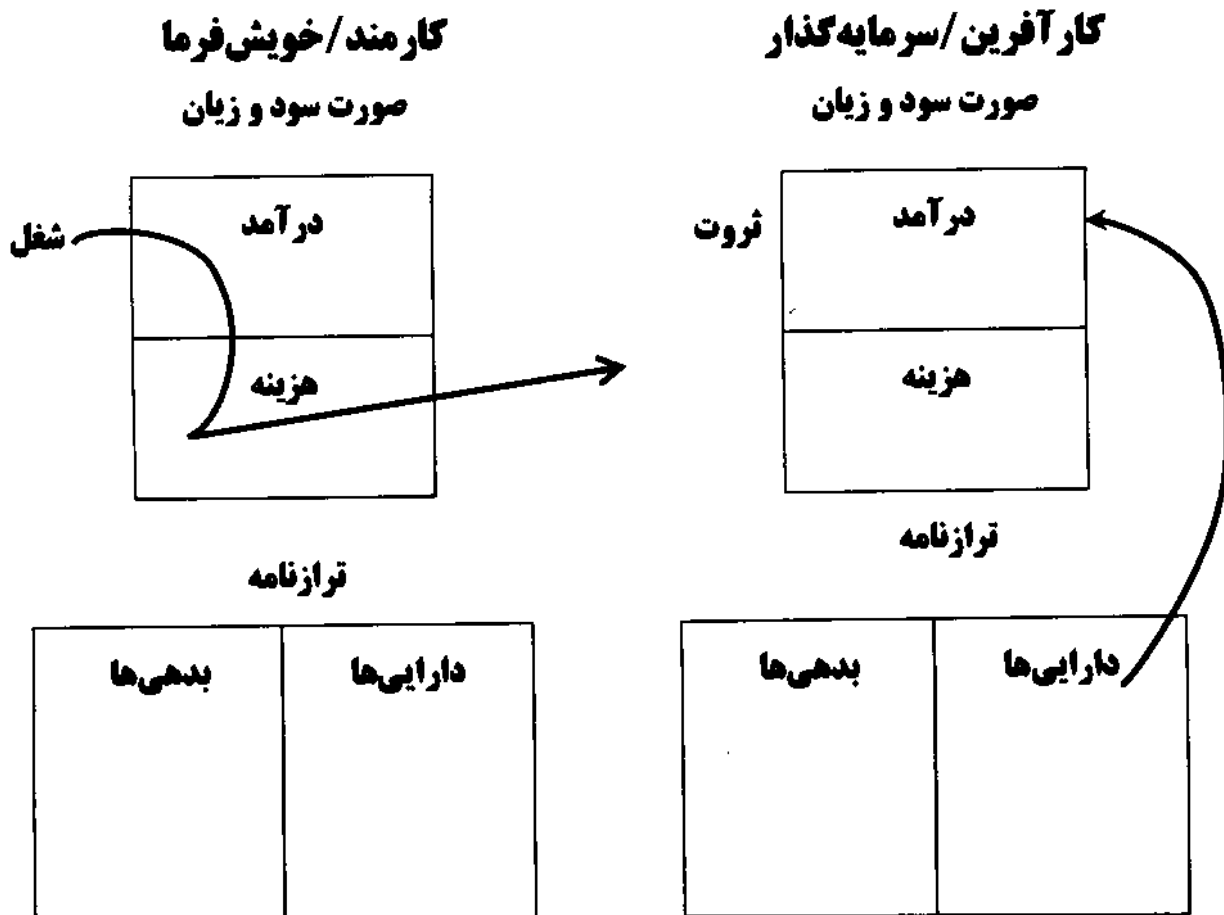 کارآفرین/سرمایه‌گذار
صورت سود و زیان
ثروت
درآمد
هزینه
ترازنامه
دارایی‌ها
بدهی‌ها
کارمند/خویش‌فرما
صورت سود و زیان
شغل
درآمد
هزینه
ترازنامه
دارایی‌ها
بدهی‌ها